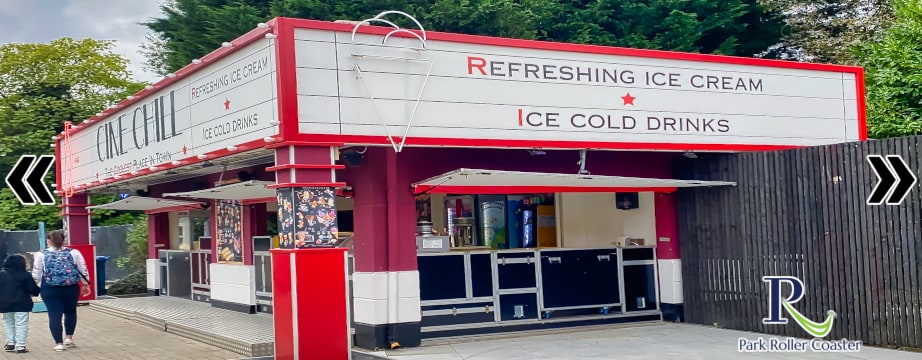 CINE CHILL
THE COOLEST PLACE IN TOWN
REFRESHING ICE CREAM
ICE COLD DRINKS
REFRESHING ICE CREAM
ICE COLD DRINKS
R
Park Roller Coaster